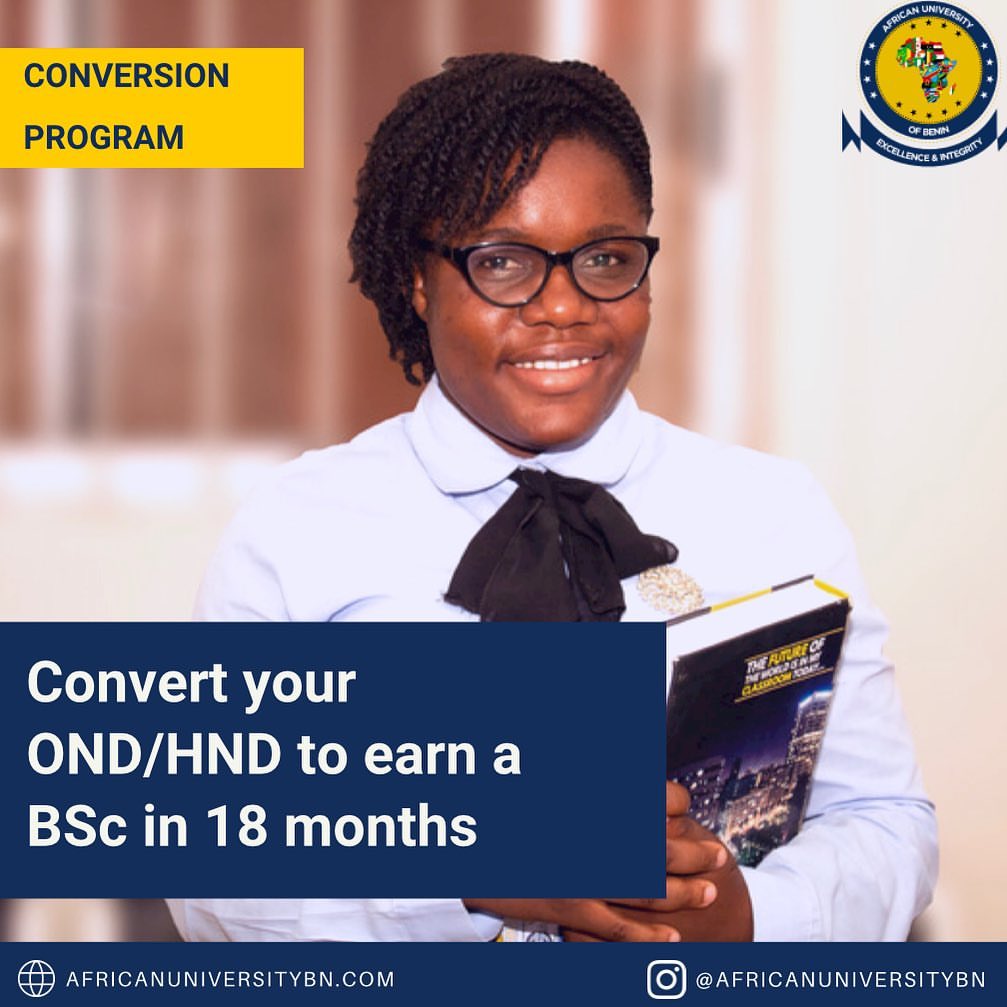 CONVERSION
PROGRAM
AFRICAN UNIVERSITY
OF BENIN
EXCELLENCE & INTEGRITY
THE FUTURE OF
THE WORLD IS IN MY
CLASSROOM TODAY...
Convert your
OND/HND to earn a
BSc in 18 months
AFRICANUNIVERSITYBN.COM
@AFRICANUNIVERSITYBN